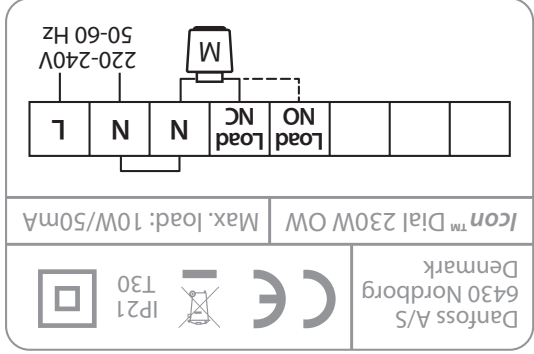 Danfoss A/S
6430 Nordborg
Denmark
CE
IP21
T30
Icon™ Dial 230W OW
Max. load: 10W/50mA
Load
NO
Load
NC
N
N
L
M
220-240V
50-60 Hz